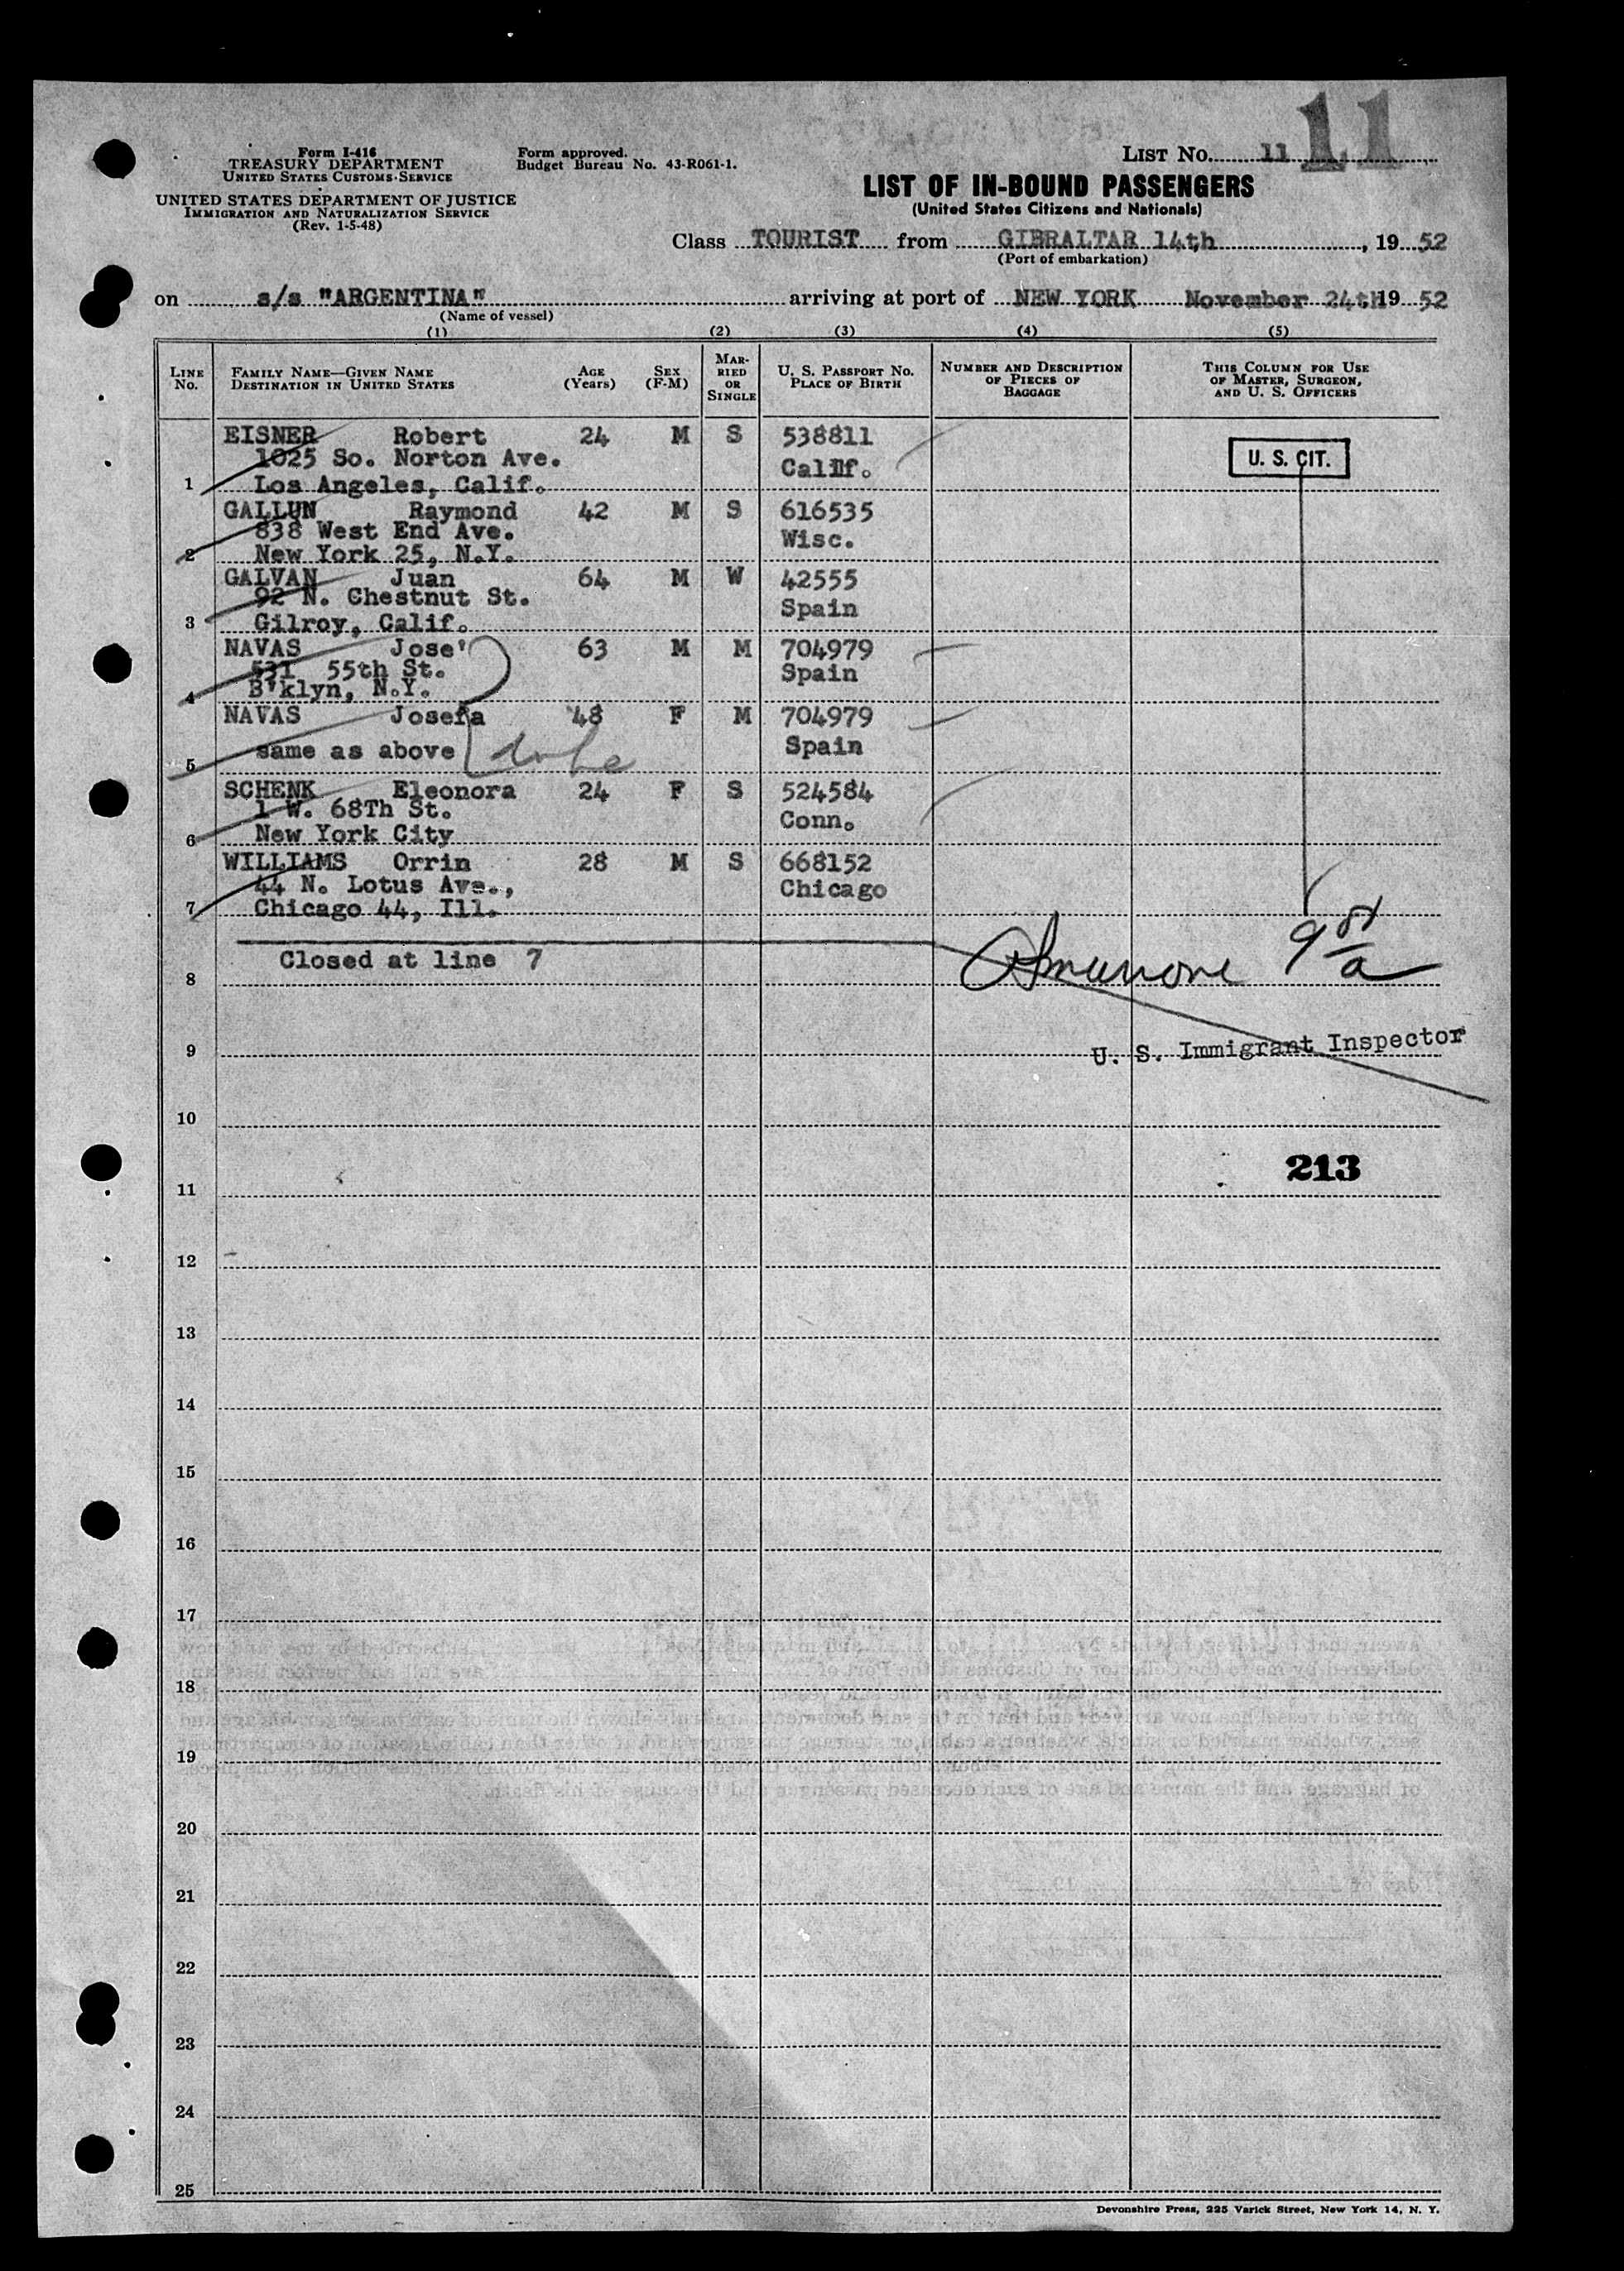 11
Form I-416
TREASURY DEPARTMENT
UNITED STATES CUSTOMS SERVICE
UNITED STATES DEPARTMENT OF JUSTICE
IMMIGRATION AND NATURALIZATION SERVICE
(Rev. 1-5-48)
Form approved.
Budget Bureau No. 43-R061-1.
LIST No. 11
LIST OF IN-BOUND PASSENGERS
(United States Citizens and Nationals)
Class TOURIST from GIBRALTAR 14th, 19 52
(Port of embarkation)
on s/s "ARGENTINA" arriving at port of NEW YORK November 24th 19 52
(Name of vessel)
(1) (2) (3) (4) (5)
LINE No.
FAMILY NAME—GIVEN NAME
DESTINATION IN UNITED STATES
AGE (Years)
SEX (F-M)
MARRIED OR SINGLE
U. S. PASSPORT NO.
PLACE OF BIRTH
NUMBER AND DESCRIPTION OF PIECES OF BAGGAGE
THIS COLUMN FOR USE OF MASTER, SURGEON, AND U. S. OFFICERS
EISNER Robert 24 M S 538811
1025 So. Norton Ave. Calif. U. S. CIT.
1 Los Angeles, Calif.
GALLUN Raymond 42 M S 616535
838 West End Ave. Wisc.
2 New York 25, N.Y.
GALVAN Juan 64 M W 42555
92 N. Chestnut St. Spain
3 Gilroy, Calif.
NAVAS Jose' 63 M M 704979
531 55th St. Spain
4 B'klyn, N.Y.
NAVAS Josefa 48 F M 704979
same as above Spain
5
SCHENK Eleonora 24 F S 524584
1 W. 68Th St. Conn.
6 New York City
WILLIAMS Orrin 28 M S 668152
44 N. Lotus Ave., Chicago
7 Chicago 44, Ill.
Closed at line 7
8
9 U. S. Immigrant Inspector
10
213
11
12
13
14
15
16
17
18
19
20
21
22
23
24
25
Devonshire Press, 225 Varick Street, New York 14, N. Y.